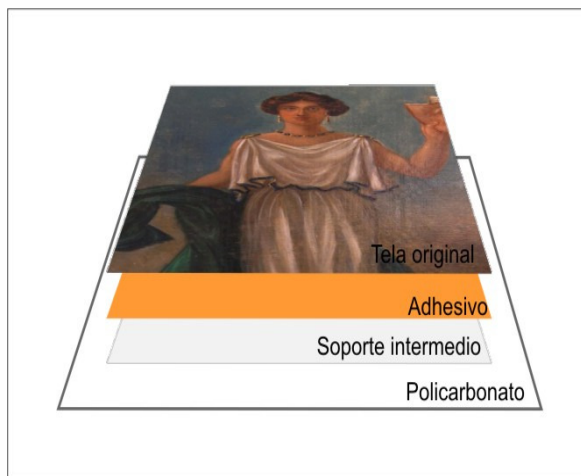 Tela original
Adhesivo
Soporte intermedio
Policarbonato